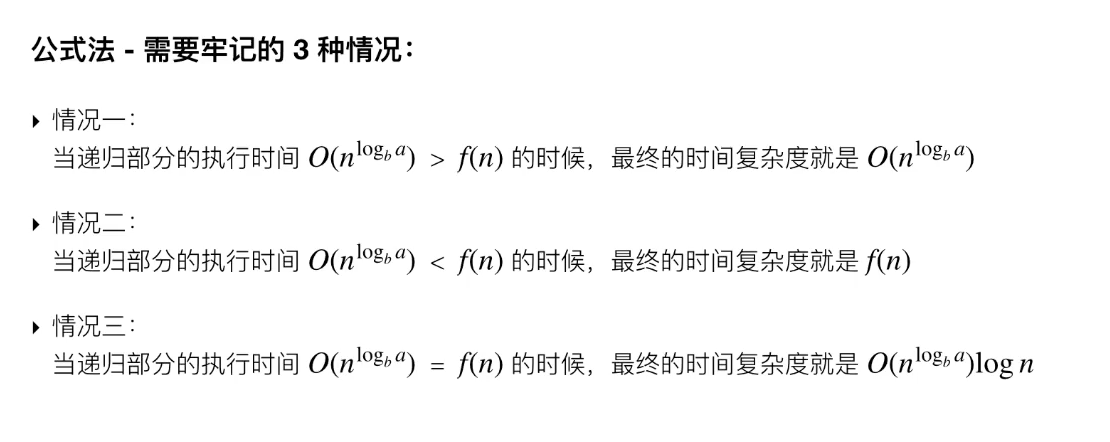 公式法 - 需要牢记的 3 种情况：
‣ 情况一：
当递归部分的执行时间 O(n^{log_b a}) > f(n) 的时候，最终的时间复杂度就是 O(n^{log_b a})
‣ 情况二：
当递归部分的执行时间 O(n^{log_b a}) < f(n) 的时候，最终的时间复杂度就是 f(n)
‣ 情况三：
当递归部分的执行时间 O(n^{log_b a}) = f(n) 的时候，最终的时间复杂度就是 O(n^{log_b a})log n